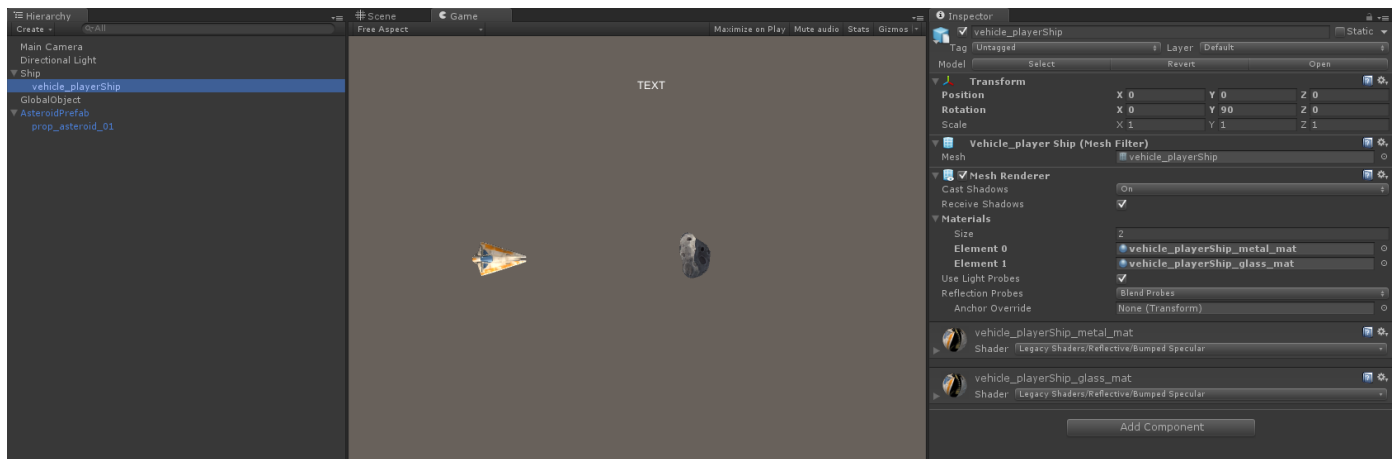 Hierarchy
Create
All
Main Camera
Directional Light
Ship
vehicle_playerShip
GlobalObject
AsteroidPrefab
prop_asteroid_01
Scene
Game
Free Aspect
Maximize on Play Mute audio Stats Gizmos
TEXT
Inspector
vehicle_playerShip Static
Tag Untagged Layer Default
Model Select Revert Open
Transform
Position X 0 Y 0 Z 0
Rotation X 0 Y 90 Z 0
Scale X 1 Y 1 Z 1
Vehicle_player Ship (Mesh Filter)
Mesh vehicle_playerShip
Mesh Renderer
Cast Shadows On
Receive Shadows
Materials
Size 2
Element 0 vehicle_playerShip_metal_mat
Element 1 vehicle_playerShip_glass_mat
Use Light Probes
Reflection Probes Blend Probes
Anchor Override None (Transform)
vehicle_playerShip_metal_mat
Shader Legacy Shaders/Reflective/Bumped Specular
vehicle_playerShip_glass_mat
Shader Legacy Shaders/Reflective/Bumped Specular
Add Component